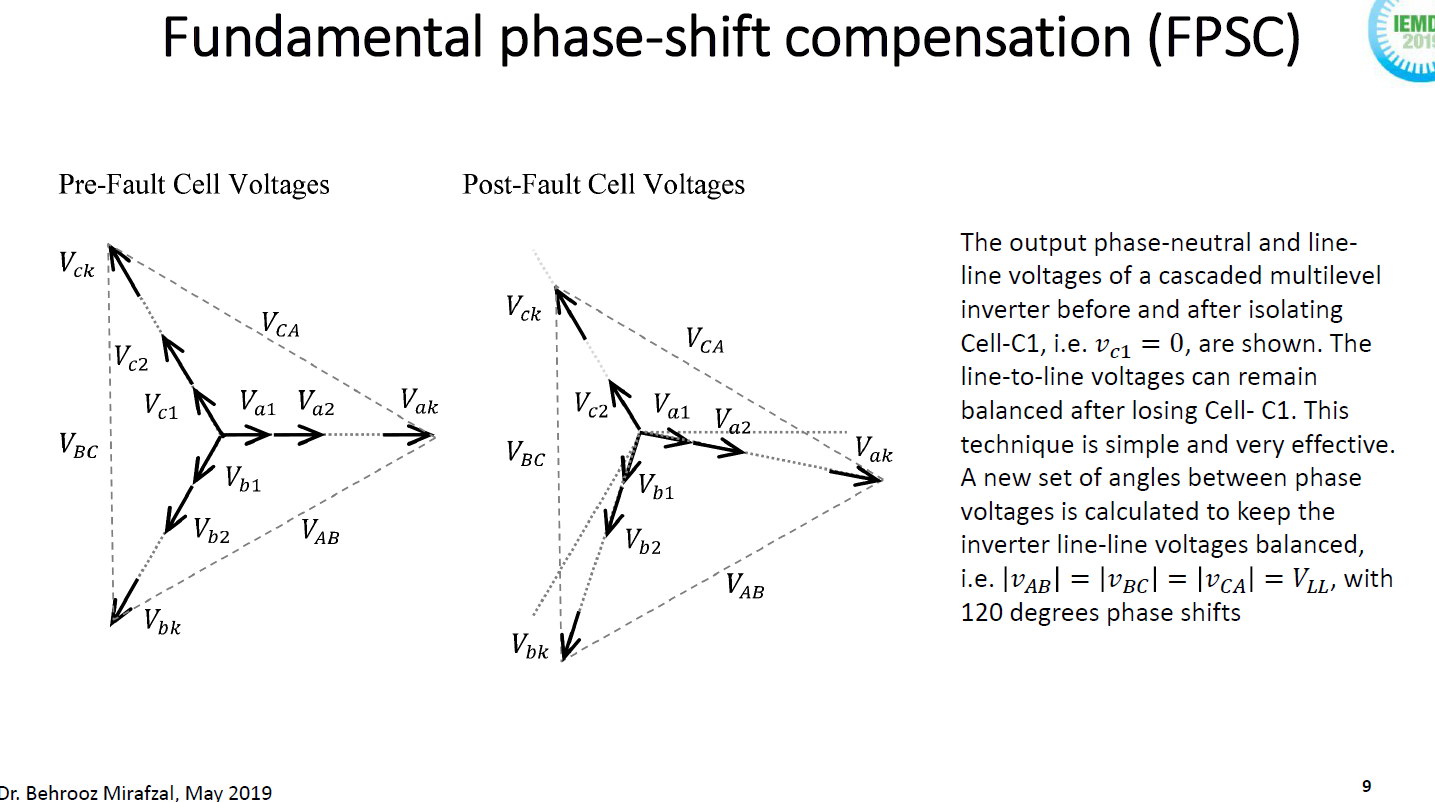 Fundamental phase-shift compensation (FPSC)
IEMD
2019
Pre-Fault Cell Voltages
Post-Fault Cell Voltages
V_{ck}
V_{CA}
V_{c2}
V_{c1}
V_{a1}
V_{a2}
V_{ak}
V_{BC}
V_{b1}
V_{b2}
V_{AB}
V_{bk}
V_{ck}
V_{CA}
V_{c2}
V_{a1}
V_{a2}
V_{ak}
V_{BC}
V_{b1}
V_{b2}
V_{AB}
V_{bk}
The output phase-neutral and line-
line voltages of a cascaded multilevel
inverter before and after isolating
Cell-C1, i.e. v_{c1} = 0, are shown. The
line-to-line voltages can remain
balanced after losing Cell- C1. This
technique is simple and very effective.
A new set of angles between phase
voltages is calculated to keep the
inverter line-line voltages balanced,
i.e. |v_{AB}| = |v_{BC}| = |v_{CA}| = V_{LL}, with
120 degrees phase shifts
Dr. Behrooz Mirafzal, May 2019
9